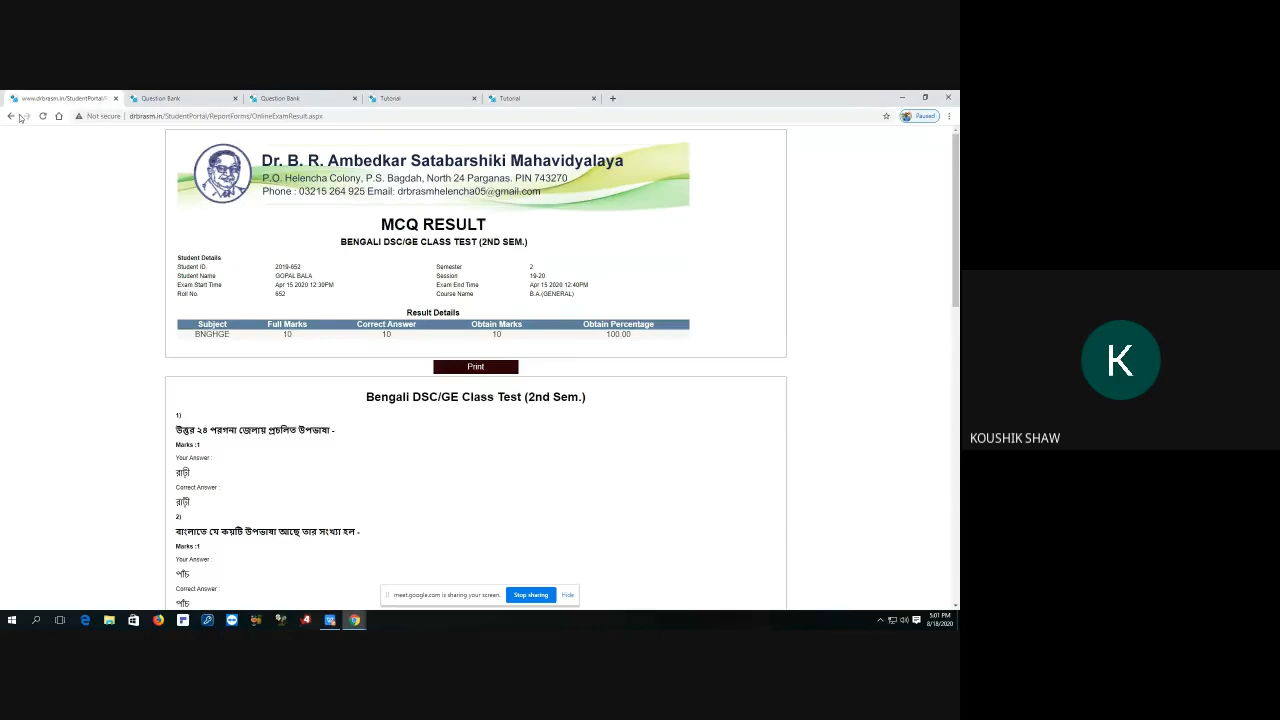 www.drbrasm.in/StudentPortal/
Question Bank
Question Bank
Tutorial
Tutorial
Not secure
drbrasm.in/StudentPortal/ReportForms/OnlineExamResult.aspx
Paused
Dr. B. R. Ambedkar Satabarshiki Mahavidyalaya
P.O. Helencha Colony, P.S. Bagdah, North 24 Parganas. PIN 743270
Phone : 03215 264 925 Email: drbrasmhelencha05@gmail.com
MCQ RESULT
BENGALI DSC/GE CLASS TEST (2ND SEM.)
Student Details
Student ID. 2019-652 Semester 2
Student Name GOPAL BALA Session 19-20
Exam Start Time Apr 15 2020 12:30PM Exam End Time Apr 15 2020 12:40PM
Roll No. 652 Course Name B.A.(GENERAL)
Result Details
Subject Full Marks Correct Answer Obtain Marks Obtain Percentage
BNGHGE 10 10 10 100.00
Print
Bengali DSC/GE Class Test (2nd Sem.)
1)
উত্তর ২৪ পরগনা জেলায় প্রচলিত উপভাষা -
Marks :1
Your Answer :
রাঢ়ী
Correct Answer :
রাঢ়ী
2)
বাংলাতে যে কয়টি উপভাষা আছে তার সংখ্যা হল -
Marks :1
Your Answer :
পাঁচ
Correct Answer :
পাঁচ
meet.google.com is sharing your screen.
Stop sharing
Hide
5:01 PM
8/18/2020
K
KOUSHIK SHAW